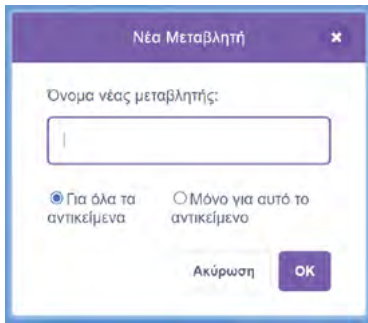 Νέα Μεταβλητή
Όνομα νέας μεταβλητής:
Για όλα τα
αντικείμενα
Μόνο για αυτό το
αντικείμενο
Ακύρωση
OK